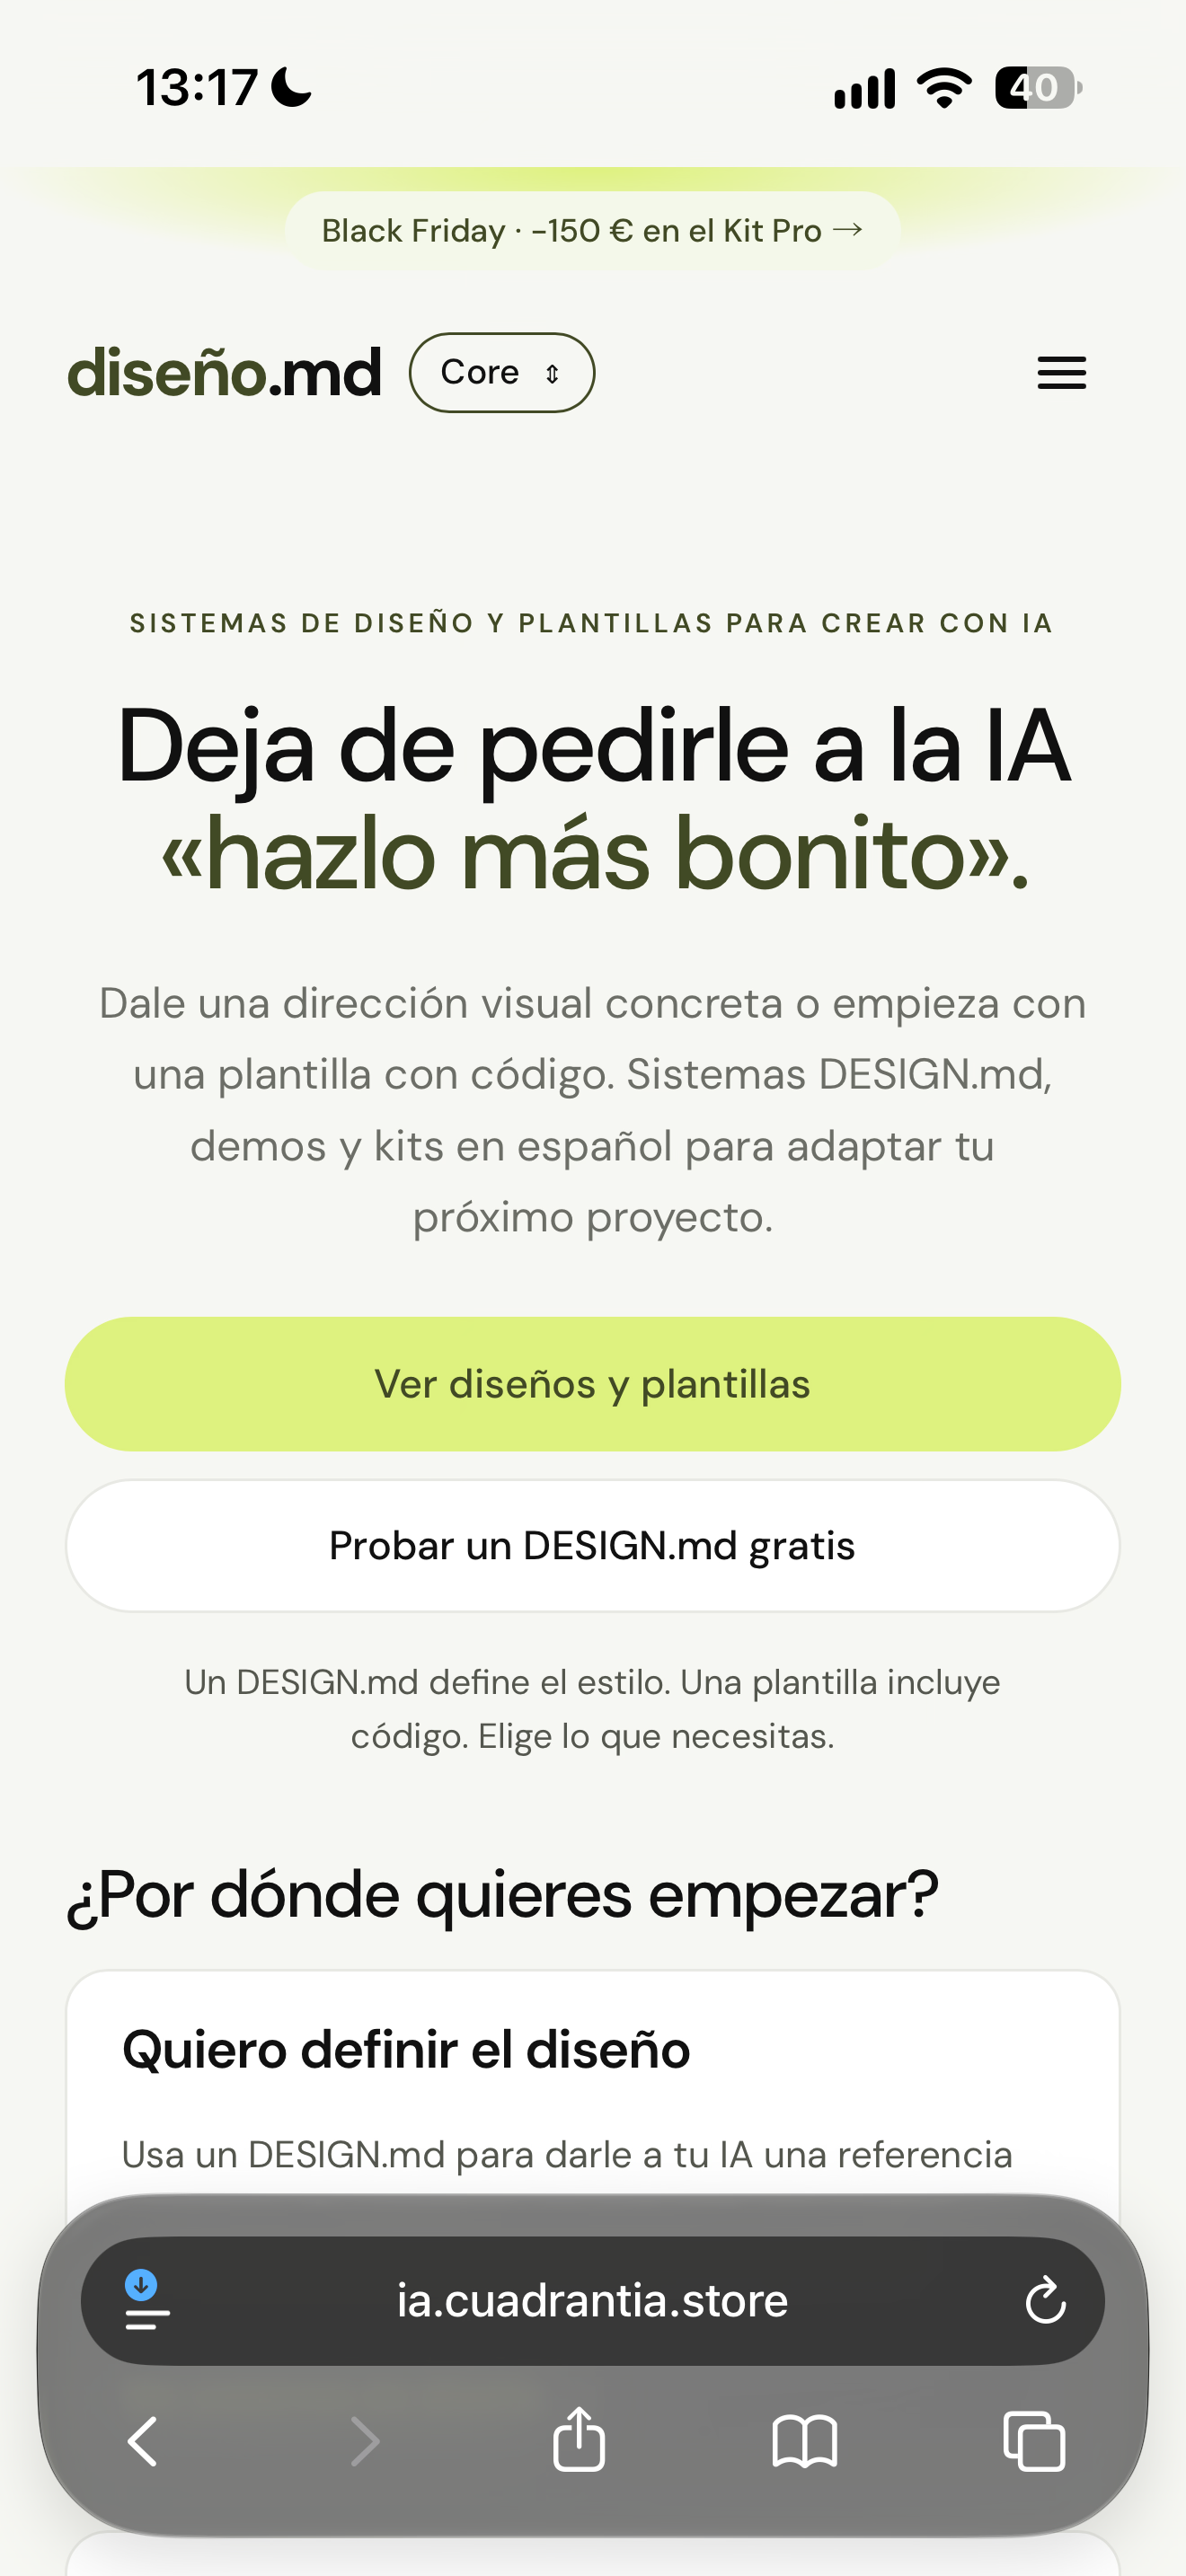 13:17
40
Black Friday · -150 € en el Kit Pro →
diseño.md
Core ⇕
SISTEMAS DE DISEÑO Y PLANTILLAS PARA CREAR CON IA
Deja de pedirle a la IA
«hazlo más bonito».
Dale una dirección visual concreta o empieza con
una plantilla con código. Sistemas DESIGN.md,
demos y kits en español para adaptar tu
próximo proyecto.
Ver diseños y plantillas
Probar un DESIGN.md gratis
Un DESIGN.md define el estilo. Una plantilla incluye
código. Elige lo que necesitas.
¿Por dónde quieres empezar?
Quiero definir el diseño
Usa un DESIGN.md para darle a tu IA una referencia
ia.cuadrantia.store